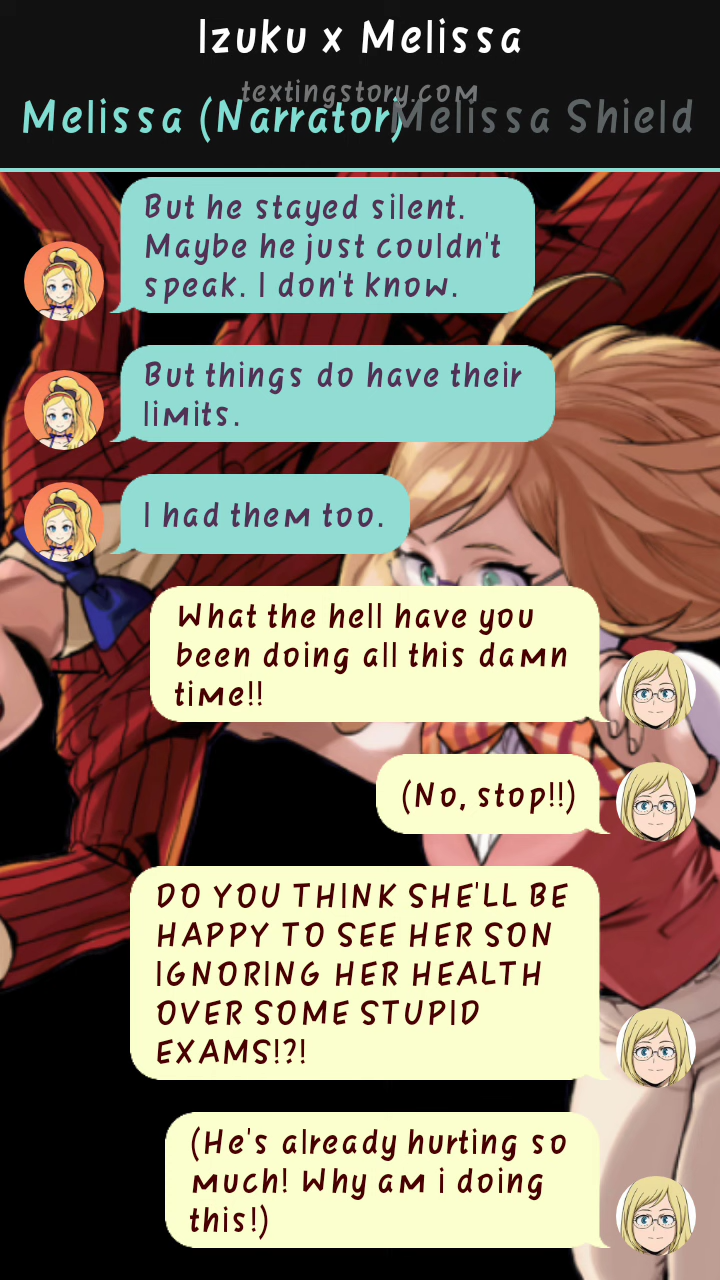 Izuku x Melissa
textingstory.com
Melissa (Narrator) Melissa Shield
But he stayed silent.
Maybe he just couldn't
speak. I don't know.
But things do have their
limits.
I had them too.
What the hell have you
been doing all this damn
time!!
(No, stop!!)
DO YOU THINK SHE'LL BE
HAPPY TO SEE HER SON
IGNORING HER HEALTH
OVER SOME STUPID
EXAMS!?!
(He's already hurting so
much! Why am i doing
this!)